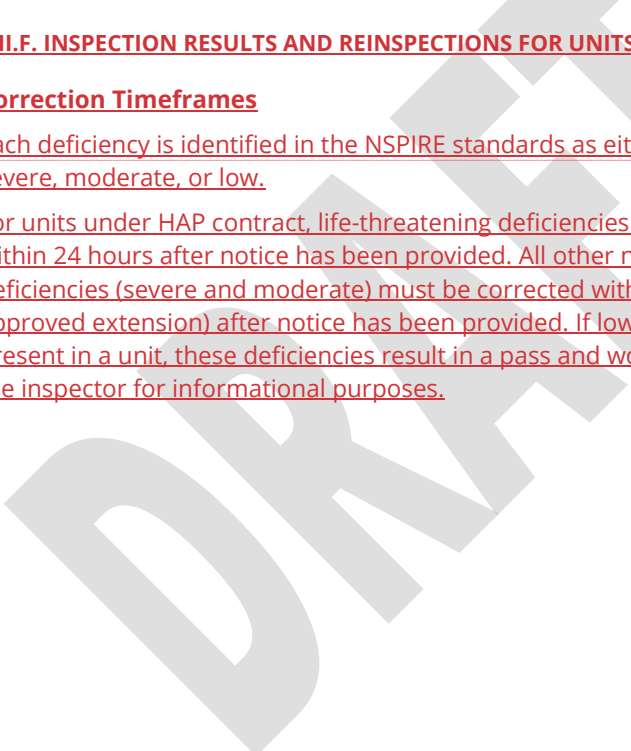 II.F. INSPECTION RESULTS AND REINSPECTIONS FOR UNITS
orrection Timeframes
ach deficiency is identified in the NSPIRE standards as eit
evere, moderate, or low.
or units under HAP contract, life-threatening deficiencies
ithin 24 hours after notice has been provided. All other n
eficiencies (severe and moderate) must be corrected with
pproved extension) after notice has been provided. If low
resent in a unit, these deficiencies result in a pass and wo
e inspector for informational purposes.
DRAFT